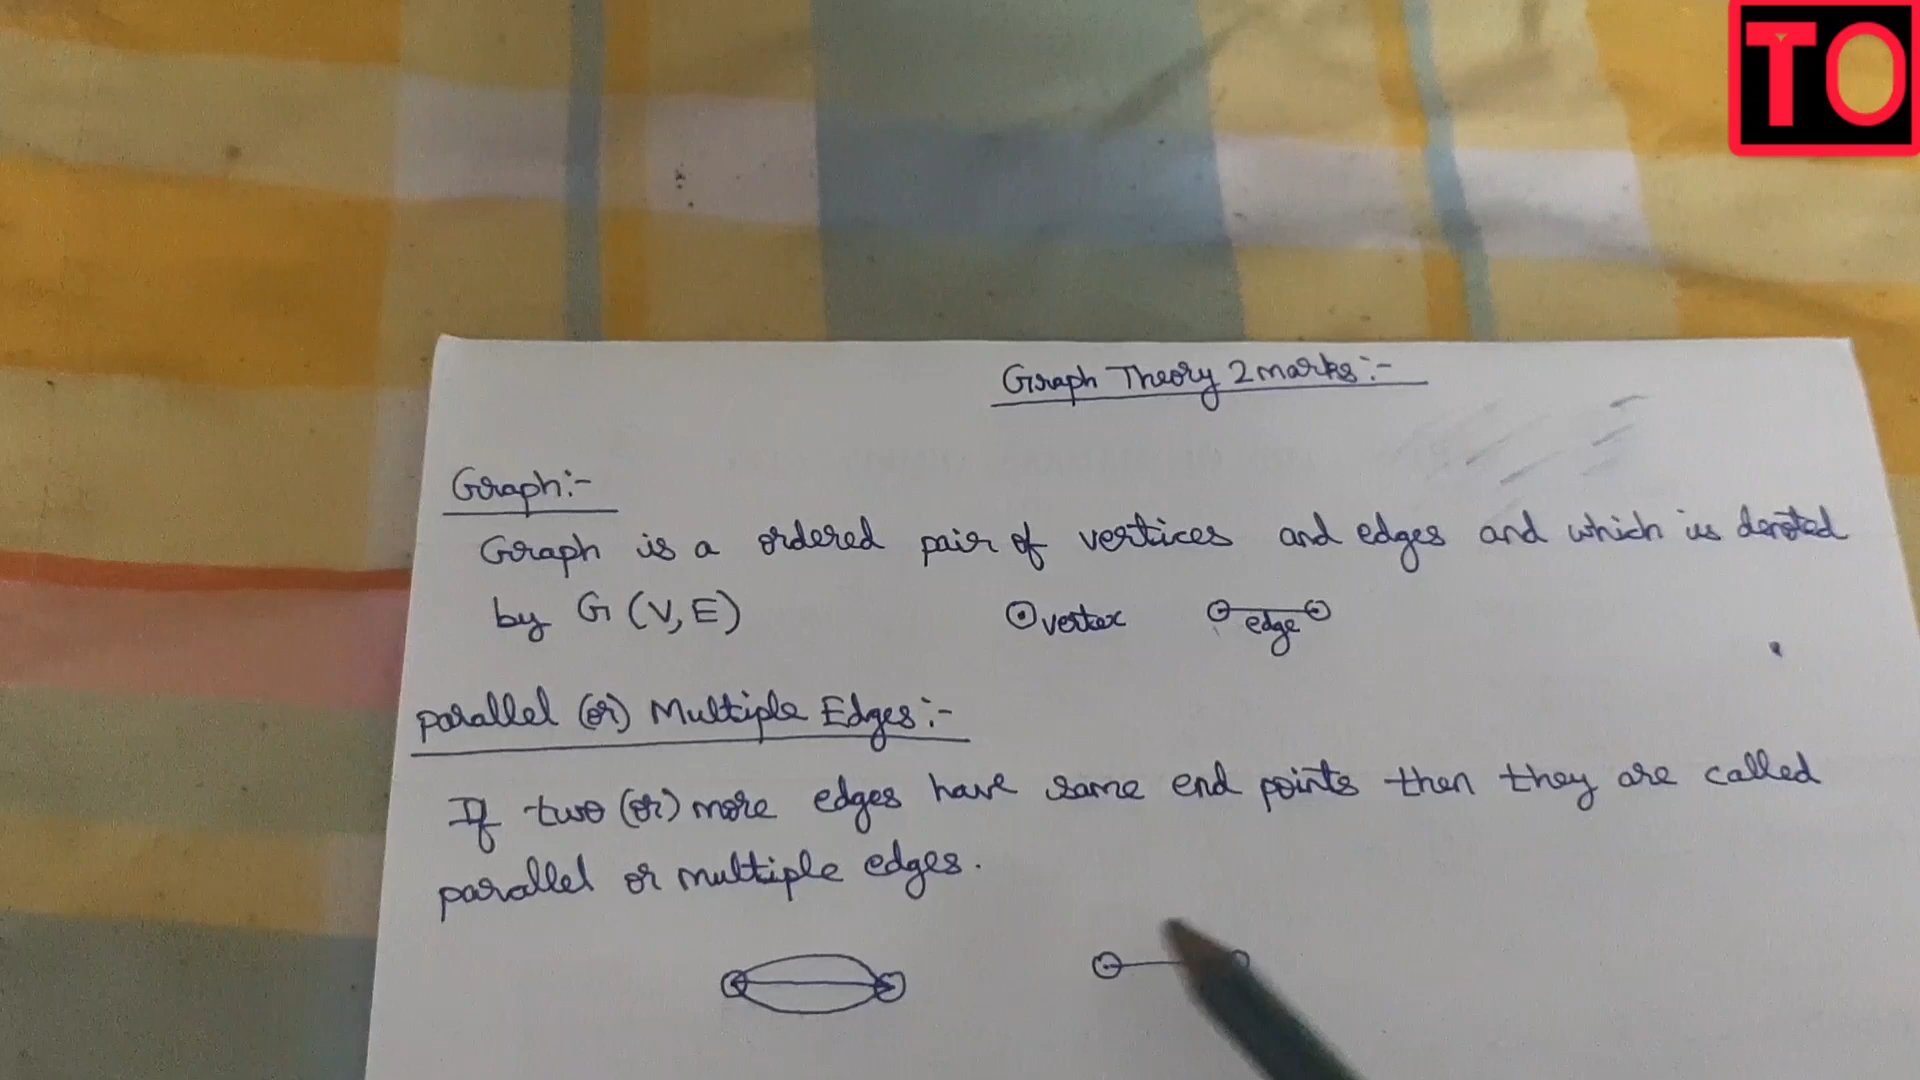 TO
Graph Theory 2marks:-
Graph:-
Graph is a ordered pair of vertices and edges and which is denoted
by G (V, E) vertex edge
parallel (or) Multiple Edges:-
If two (or) more edges have same end points then they are called
parallel or multiple edges.